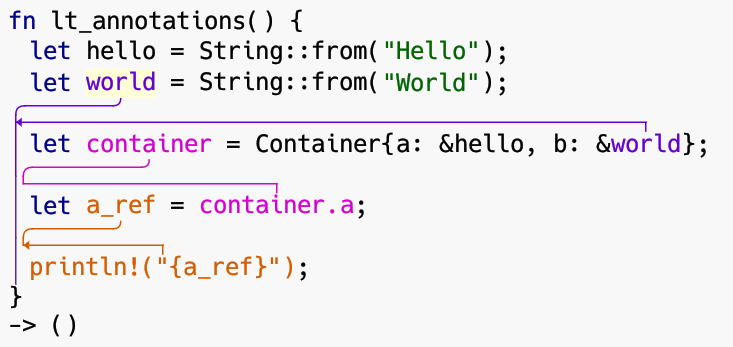 fn lt_annotations() {
let hello = String::from("Hello");
let world = String::from("World");
let container = Container{a: &hello, b: &world};
let a_ref = container.a;
println!("{a_ref}");
}
-> ()